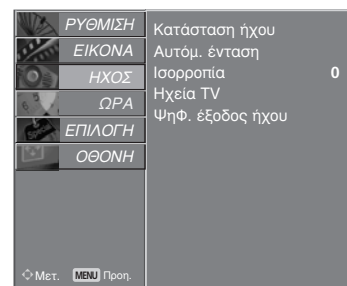 ΡΥΘΜΙΣΗ
ΕΙΚΟΝΑ
ΗΧΟΣ
ΩΡΑ
ΕΠΙΛΟΓΗ
ΟΘΟΝΗ
Κατάσταση ήχου
Αυτόμ. ένταση
Ισορροπία 0
Ηχεία TV
ΨηΦ. έξοδος ήχου
Μετ. MENU Προη.